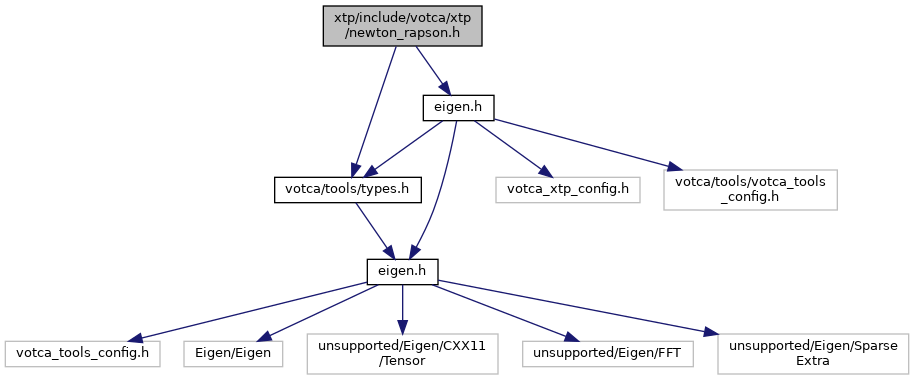 xtp/include/votca/xtp
/newton_rapson.h
eigen.h
votca/tools/types.h
votca_xtp_config.h
votca/tools/votca_tools
_config.h
eigen.h
votca_tools_config.h
Eigen/Eigen
unsupported/Eigen/CXX11
/Tensor
unsupported/Eigen/FFT
unsupported/Eigen/Sparse
Extra